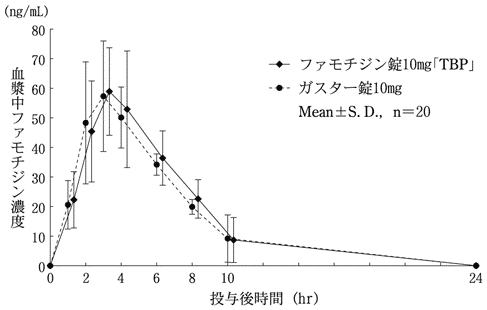 (ng/mL)
80
70
60
50
40
30
20
10
0
血漿中ファモチジン濃度
ファモチジン錠10mg「TBP」
ガスター錠10mg
Mean±S.D., n=20
0 2 4 6 8 10 24
投与後時間 (hr)